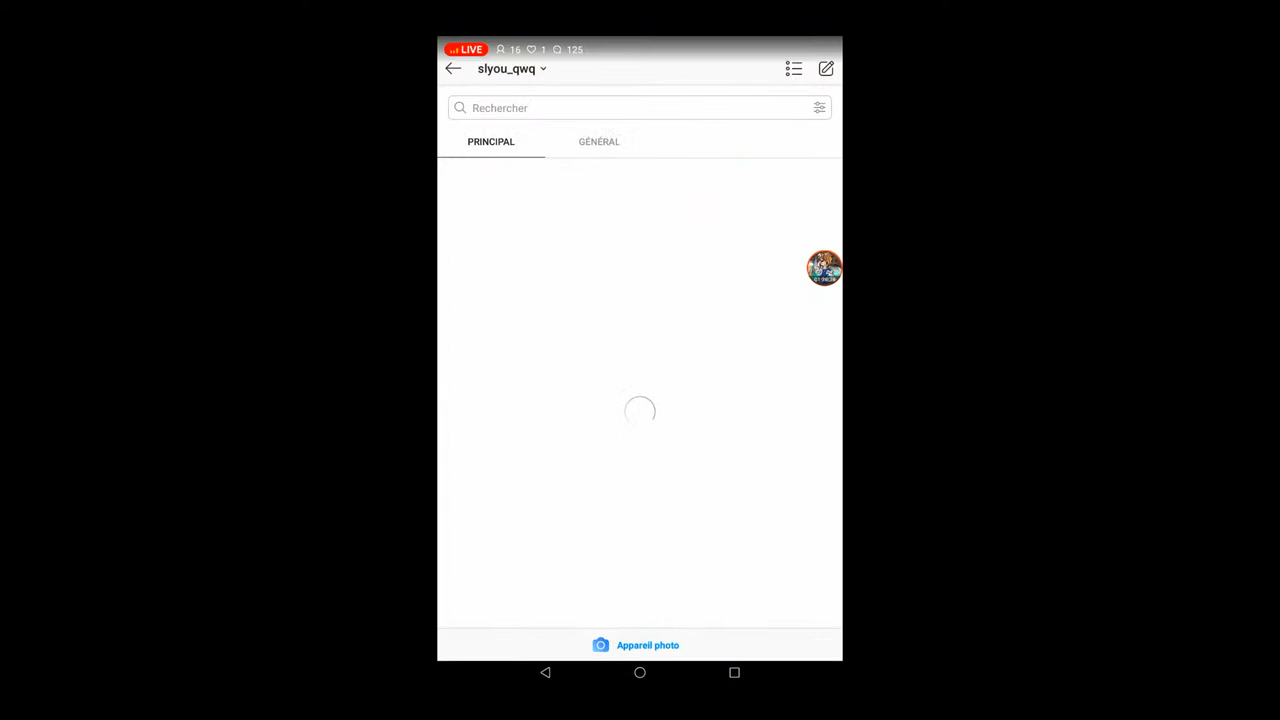 LIVE 16 1 125
slyou_qwq
Rechercher
PRINCIPAL GÉNÉRAL
Appareil photo